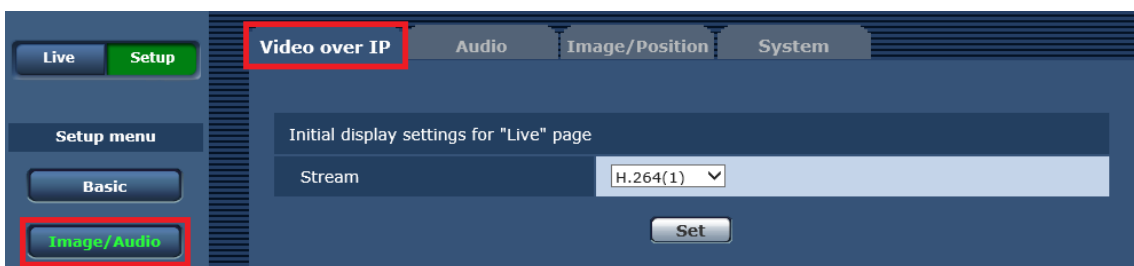 Live Setup
Setup menu
Basic
Image/Audio
Video over IP Audio Image/Position System
Initial display settings for "Live" page
Stream H.264(1)
Set